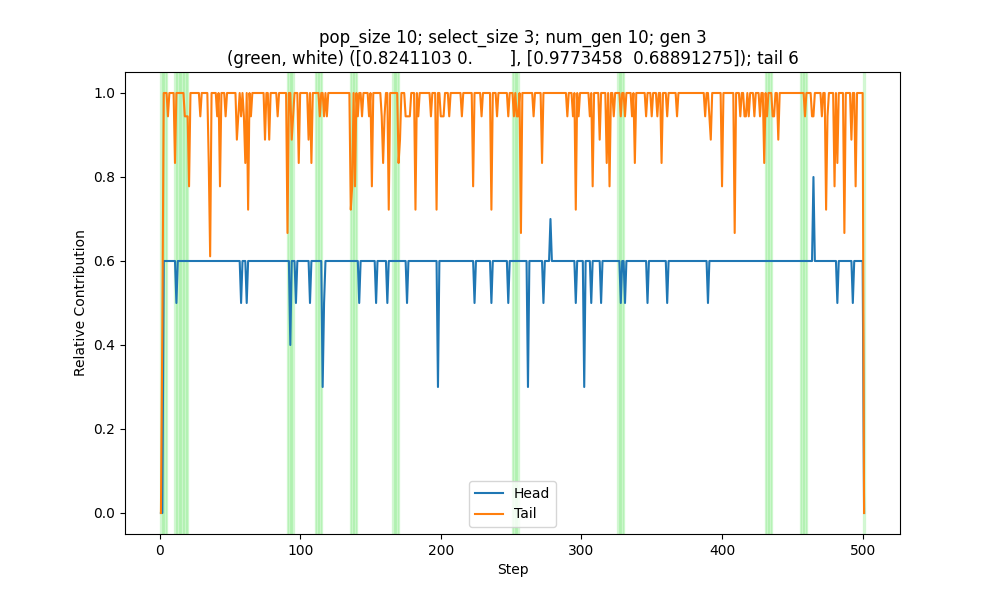 pop_size 10; select_size 3; num_gen 10; gen 3
(green, white) ([0.8241103 0.       ], [0.9773458  0.68891275]); tail 6
Relative Contribution
1.0
0.8
0.6
0.4
0.2
0.0
Head
Tail
0 100 200 300 400 500
Step